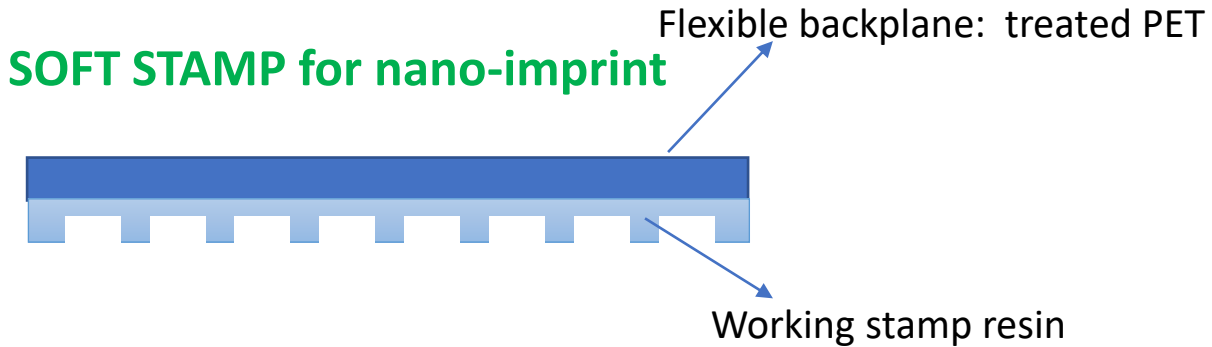 Flexible backplane: treated PET
SOFT STAMP for nano-imprint
Working stamp resin